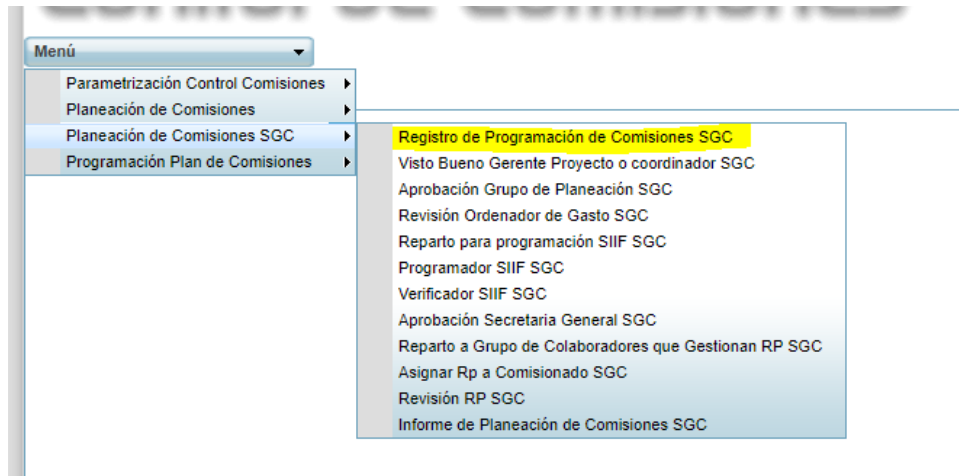 Menú
Parametrización Control Comisiones
Planeación de Comisiones
Planeación de Comisiones SGC
Programación Plan de Comisiones
Registro de Programación de Comisiones SGC
Visto Bueno Gerente Proyecto o coordinador SGC
Aprobación Grupo de Planeación SGC
Revisión Ordenador de Gasto SGC
Reparto para programación SIIF SGC
Programador SIIF SGC
Verificador SIIF SGC
Aprobación Secretaria General SGC
Reparto a Grupo de Colaboradores que Gestionan RP SGC
Asignar Rp a Comisionado SGC
Revisión RP SGC
Informe de Planeación de Comisiones SGC